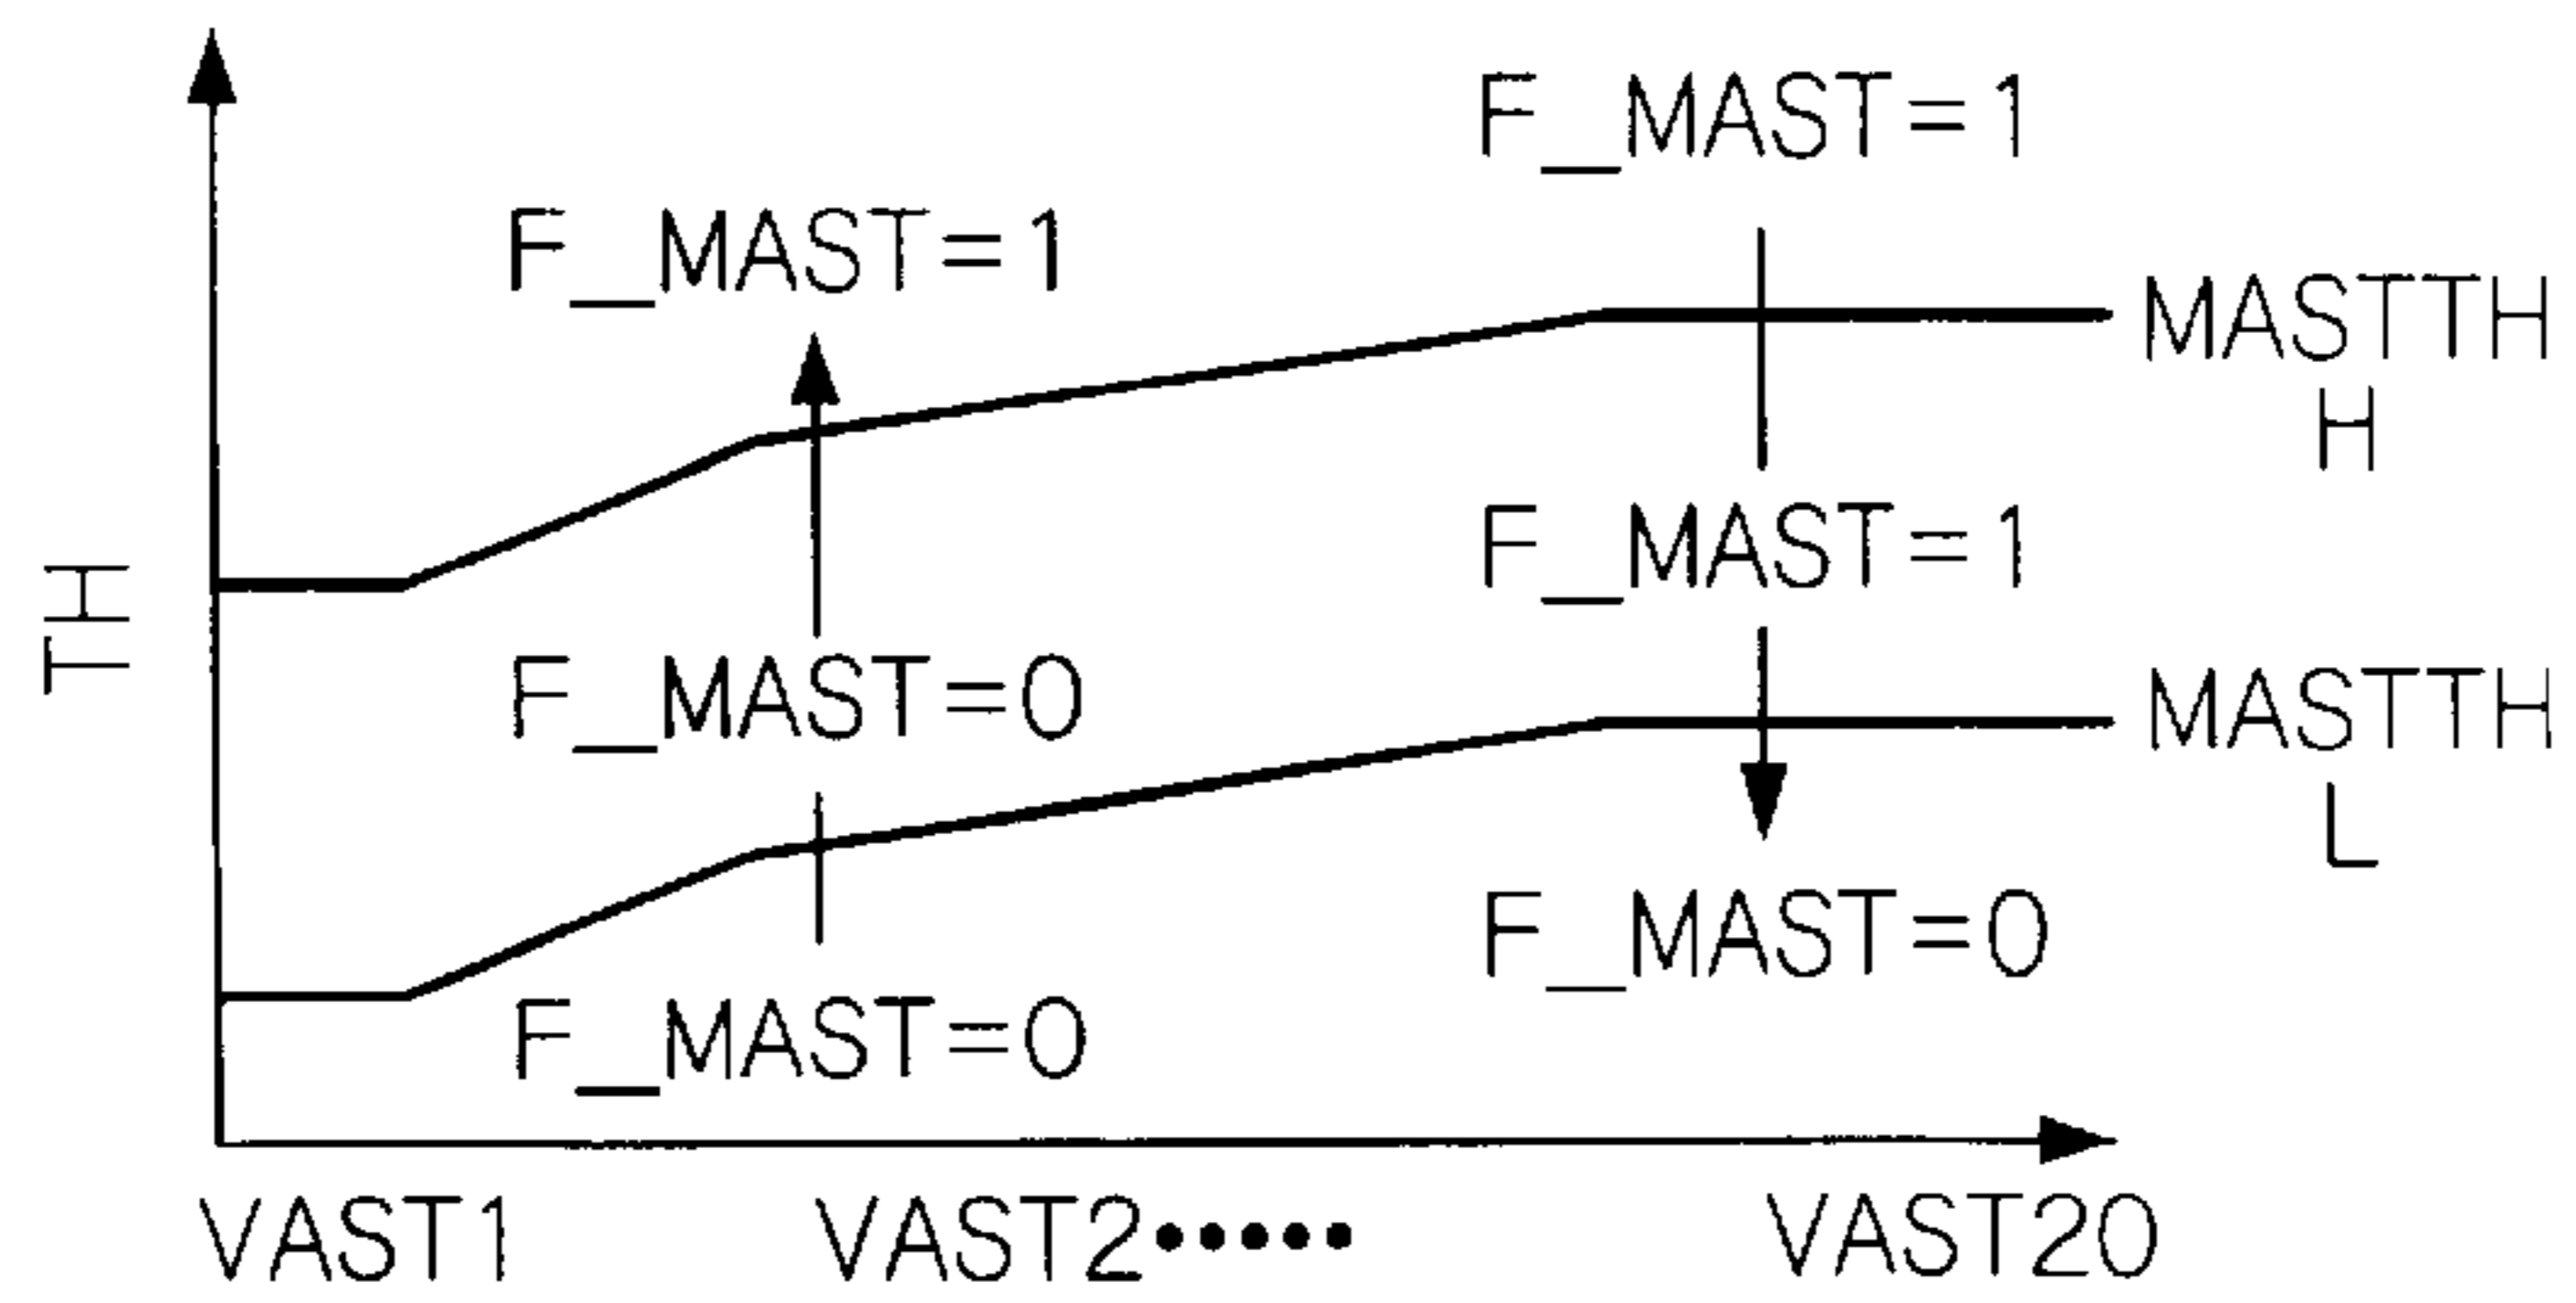 F_MAST=1
F_MAST=1
MASTTH
H
F_MAST=1
TH
F_MAST=0
MASTTH
L
F_MAST=0
F_MAST=0
VAST1
VAST2•••••
VAST20